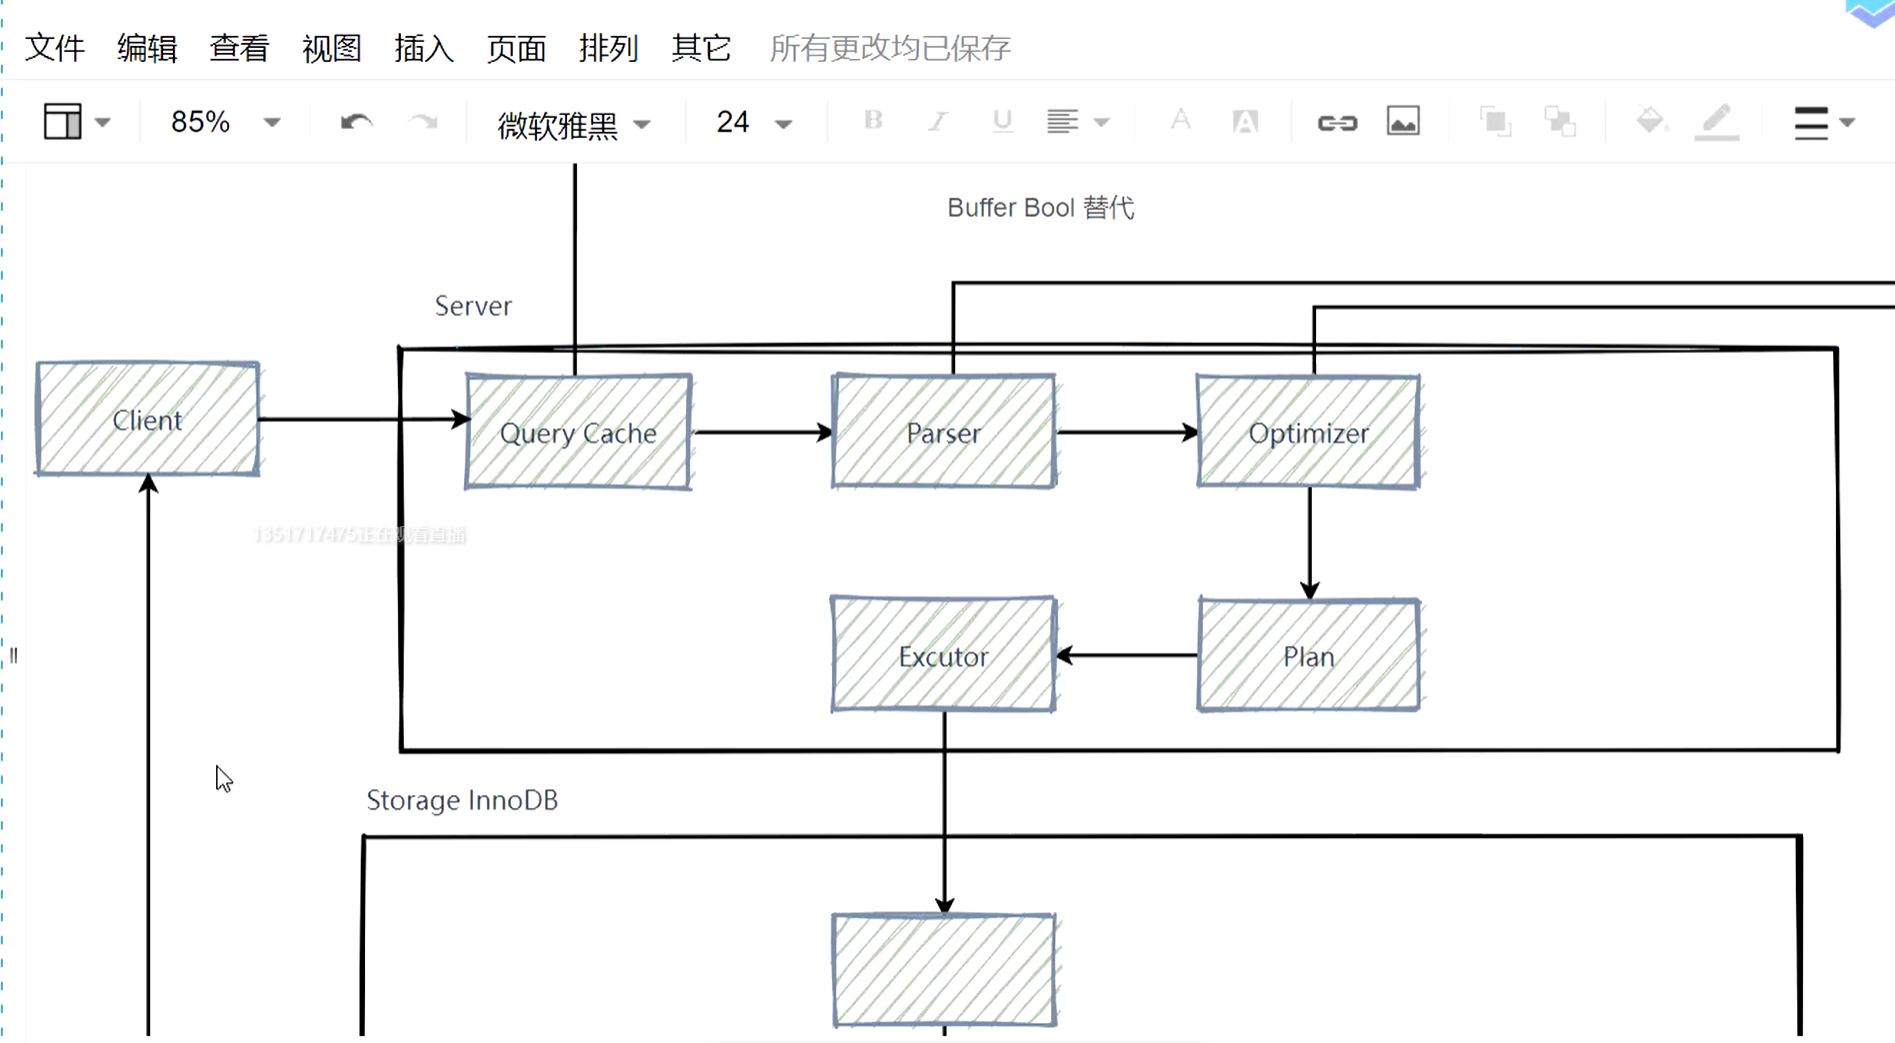 文件 编辑 查看 视图 插入 页面 排列 其它 所有更改均已保存
85% 微软雅黑 24 B I U A A
Buffer Bool 替代
Server
Client
Query Cache
Parser
Optimizer
1351717475正在观看直播
Excutor
Plan
Storage InnoDB